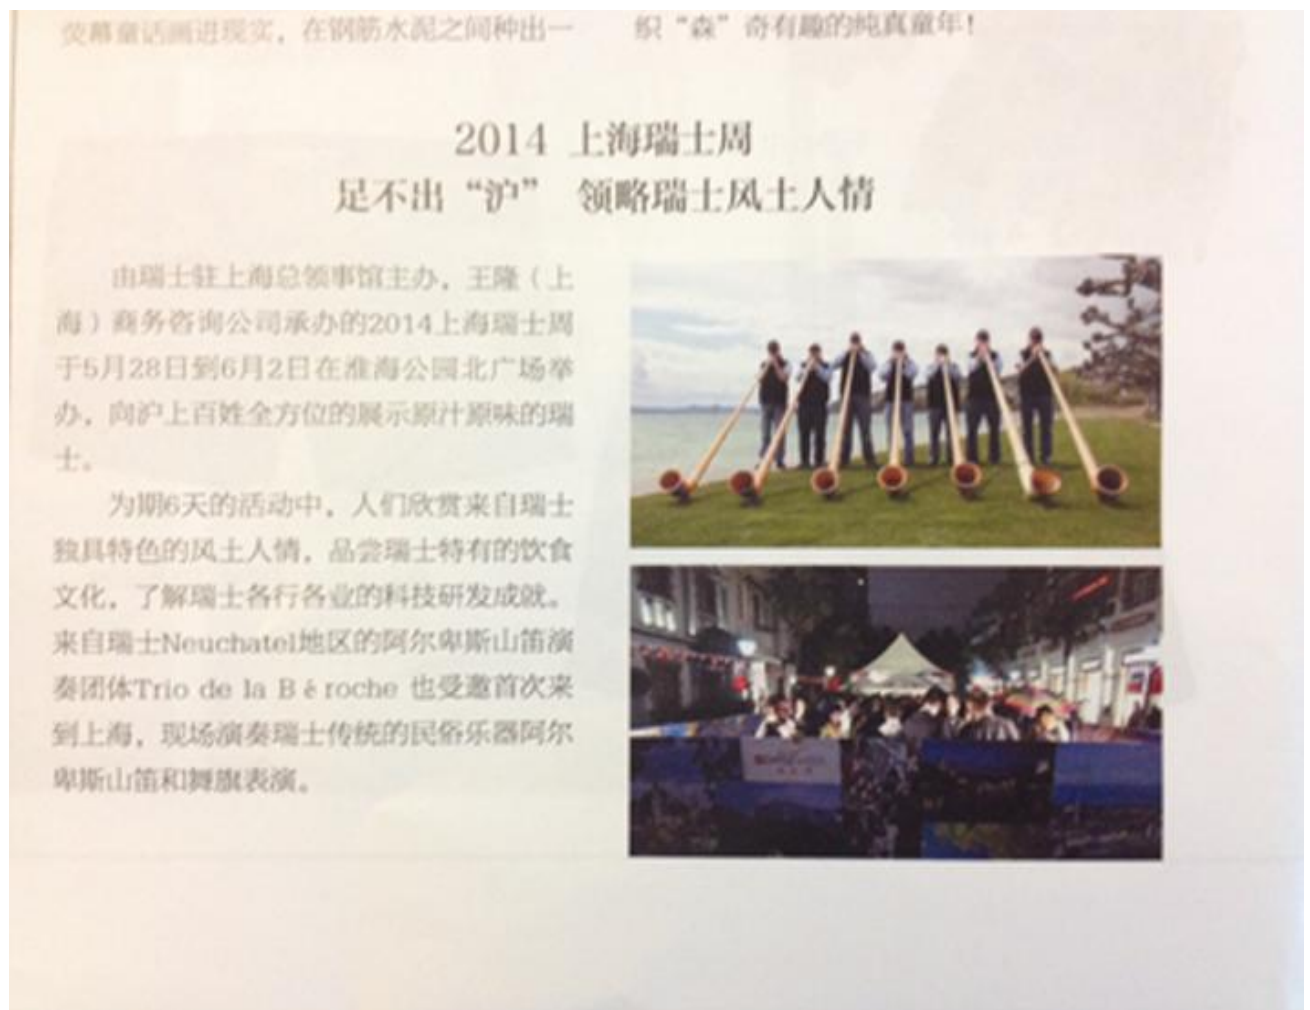 荧幕童话画进现实，在钢筋水泥之间种出一
织“森”奇有趣的纯真童年！
2014 上海瑞士周
足不出“沪” 领略瑞士风土人情
由瑞士驻上海总领事馆主办，王隆（上
海）商务咨询公司承办的2014上海瑞士周
于5月28日到6月2日在淮海公园北广场举
办，向沪上百姓全方位的展示原汁原味的瑞
士。
为期6天的活动中，人们欣赏来自瑞士
独具特色的风土人情，品尝瑞士特有的饮食
文化，了解瑞士各行各业的科技研发成就。
来自瑞士Neuchatel地区的阿尔卑斯山笛演
奏团体Trio de la Béroche 也受邀首次来
到上海，现场演奏瑞士传统的民俗乐器阿尔
卑斯山笛和舞旗表演。